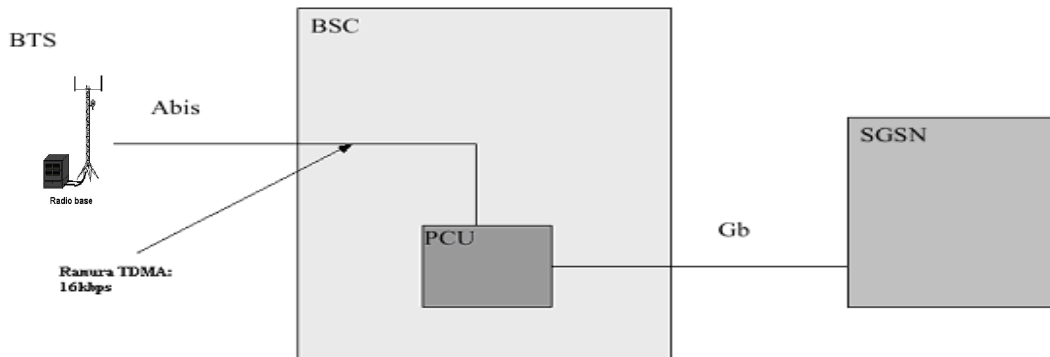 BTS
BSC
Abis
SGSN
Radio base
PCU
Gb
Ranura TDMA:
16kbps